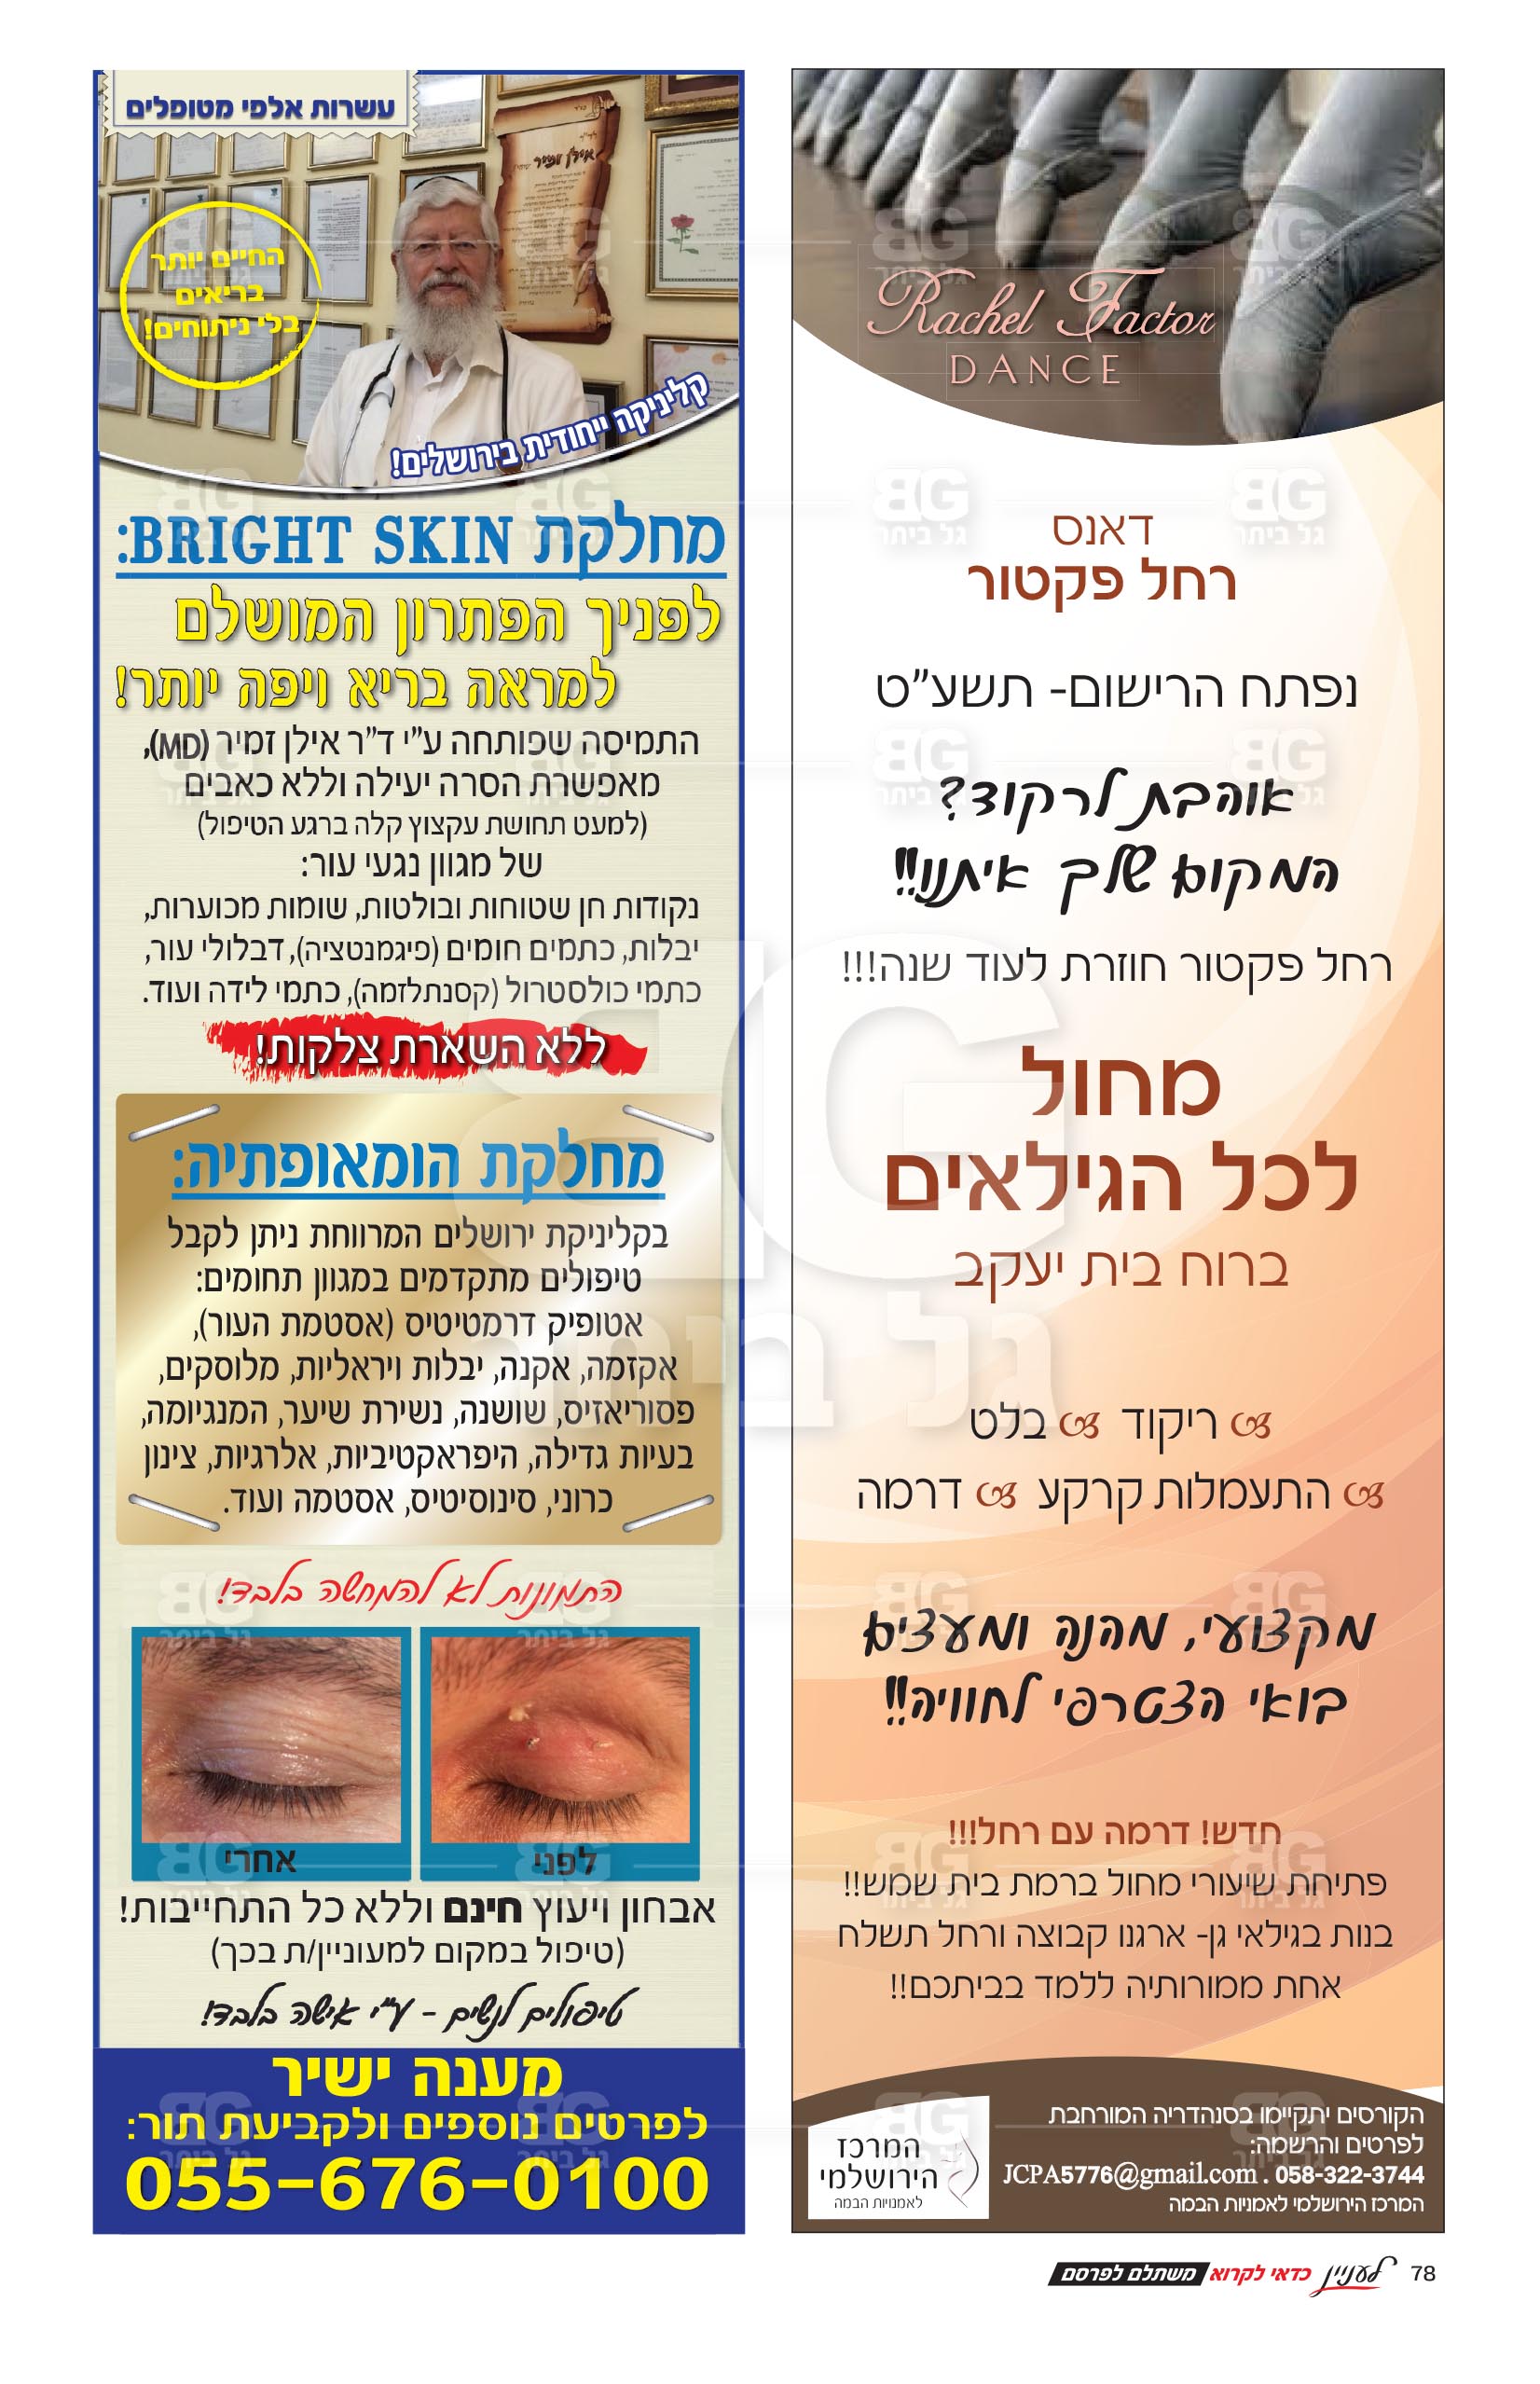 Rachel Factor
DANCE
דאנס
רחל פקטור
נפתח הרישום- תשע"ט
אוהבת לרקוד?
המקום שלך איתנו!!
רחל פקטור חוזרת לעוד שנה!!!
מחול
לכל הגילאים
ברוח בית יעקב
ריקוד בלט
התעמלות קרקע דרמה
מקצועי, מהנה ומעצים
בואי הצטרפי לחוויה!!
חדש! דרמה עם רחל!!!
פתיחת שיעורי מחול ברמת בית שמש!!
בנות בגילאי גן- ארגנו קבוצה ורחל תשלח
אחת ממורותיה ללמד בביתכם!!
הקורסים יתקיימו בסנהדריה המורחבת
לפרטים והרשמה:
JCPA5776@gmail.com . 058-322-3744
המרכז הירושלמי לאמניות הבמה
המרכז
הירושלמי
לאמנויות הבמה
עשרות אלפי מטופלים
אילן זמיר
החיים יותר
בריאים
בלי ניתוחים!
קליניקה ייחודית בירושלים!
מחלקת BRIGHT SKIN:
לפניך הפתרון המושלם
למראה בריא ויפה יותר!
התמיסה שפותחה ע"י ד"ר אילן זמיר (MD),
מאפשרת הסרה יעילה וללא כאבים
(למעט תחושת עקצוץ קלה ברגע הטיפול)
של מגוון נגעי עור:
נקודות חן שטוחות ובולטות, שומות מכוערות,
יבלות, כתמים חומים (פיגמנטציה), דבלולי עור,
כתמי כולסטרול (קסנתלזמה), כתמי לידה ועוד.
ללא השארת צלקות!
מחלקת הומאופתיה:
בקליניקת ירושלים המרווחת ניתן לקבל
טיפולים מתקדמים במגוון תחומים:
אטופיק דרמטיטיס (אסטמת העור),
אקזמה, אקנה, יבלות ויראליות, מלוסקים,
פסוריאזיס, שושנה, נשירת שיער, המנגיומה,
בעיות גדילה, היפראקטיביות, אלרגיות, צינון
כרוני, סינוסיטיס, אסטמה ועוד.
התמונות לא להמחשה בלבד!
לפני
אחרי
אבחון ויעוץ חינם וללא כל התחייבות!
(טיפול במקום למעוניין/ת בכך)
טיפולים לנשים - ע"י אישה בלבד!
מענה ישיר
לפרטים נוספים ולקביעת תור:
055-676-0100
78 לעניין כדאי לקרוא משתלם לפרסם
BG
גל ביתר